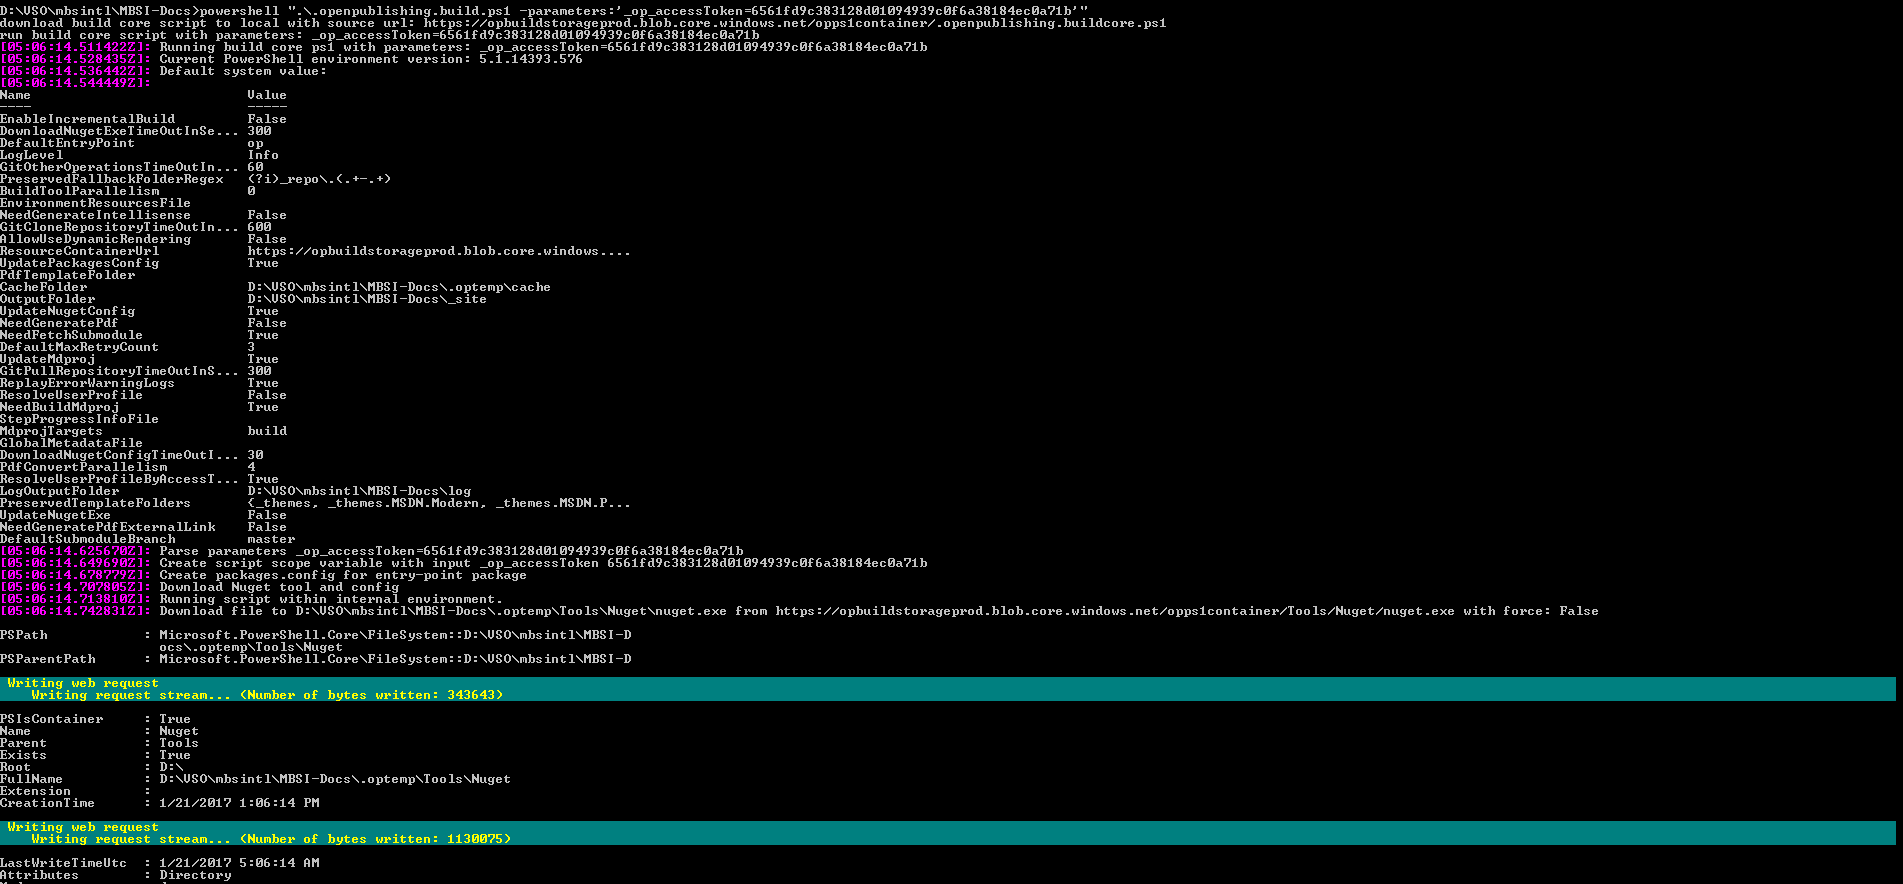 D:\VSO\mbsintl\MBSI-Docs>powershell ".\.openpublishing.build.ps1 -parameters:'_op_accessToken=6561fd9c383128d01094939c0f6a38184ec0a71b'"
download build core script to local with source url: https://opbuildstorageprod.blob.core.windows.net/opps1container/.openpublishing.buildcore.ps1
run build core script with parameters: _op_accessToken=6561fd9c383128d01094939c0f6a38184ec0a71b
[05:06:14.511422Z]: Running build core ps1 with parameters: _op_accessToken=6561fd9c383128d01094939c0f6a38184ec0a71b
[05:06:14.528435Z]: Current PowerShell environment version: 5.1.14393.576
[05:06:14.536442Z]: Default system value:
[05:06:14.544449Z]:
Name                           Value
----                           -----
EnableIncrementalBuild         False
DownloadNugetExeTimeOutInSe... 300
DefaultEntryPoint              op
LogLevel                       Info
GitOtherOperationsTimeOutIn... 60
PreservedFallbackFolderRegex   (?i)_repo\.(.+-.+)
BuildToolParallelism           0
EnvironmentResourcesFile
NeedGenerateIntellisense       False
GitCloneRepositoryTimeOutIn... 600
AllowUseDynamicRendering       False
ResourceContainerUrl           https://opbuildstorageprod.blob.core.windows....
UpdatePackagesConfig           True
PdfTemplateFolder
CacheFolder                    D:\VSO\mbsintl\MBSI-Docs\.optemp\cache
OutputFolder                   D:\VSO\mbsintl\MBSI-Docs\_site
UpdateNugetConfig              True
NeedGeneratePdf                False
NeedFetchSubmodule             True
DefaultMaxRetryCount           3
UpdateMdproj                   True
GitPullRepositoryTimeOutInS... 300
ReplayErrorWarningLogs         True
ResolveUserProfile             False
NeedBuildMdproj                True
StepProgressInfoFile
MdprojTargets                  build
GlobalMetadataFile
DownloadNugetConfigTimeOutI... 30
PdfConvertParallelism          4
ResolveUserProfileByAccessT... True
LogOutputFolder                D:\VSO\mbsintl\MBSI-Docs\log
PreservedTemplateFolders       {_themes, _themes.MSDN.Modern, _themes.MSDN.P...
UpdateNugetExe                 False
NeedGeneratePdfExternalLink    False
DefaultSubmoduleBranch         master
[05:06:14.625670Z]: Parse parameters _op_accessToken=6561fd9c383128d01094939c0f6a38184ec0a71b
[05:06:14.649690Z]: Create script scope variable with input _op_accessToken 6561fd9c383128d01094939c0f6a38184ec0a71b
[05:06:14.678779Z]: Create packages.config for entry-point package
[05:06:14.707805Z]: Download Nuget tool and config
[05:06:14.713810Z]: Running script within internal environment.
[05:06:14.742831Z]: Download file to D:\VSO\mbsintl\MBSI-Docs\.optemp\Tools\Nuget\nuget.exe from https://opbuildstorageprod.blob.core.windows.net/opps1container/Tools/Nuget/nuget.exe with force: False
PSPath            : Microsoft.PowerShell.Core\FileSystem::D:\VSO\mbsintl\MBSI-D
                    ocs\.optemp\Tools\Nuget
PSParentPath      : Microsoft.PowerShell.Core\FileSystem::D:\VSO\mbsintl\MBSI-D
Writing web request
Writing request stream... (Number of bytes written: 343643)
PSIsContainer     : True
Name              : Nuget
Parent            : Tools
Exists            : True
Root              : D:\
FullName          : D:\VSO\mbsintl\MBSI-Docs\.optemp\Tools\Nuget
Extension         :
CreationTime      : 1/21/2017 1:06:14 PM
Writing web request
Writing request stream... (Number of bytes written: 1130075)
LastWriteTimeUtc  : 1/21/2017 5:06:14 AM
Attributes        : Directory